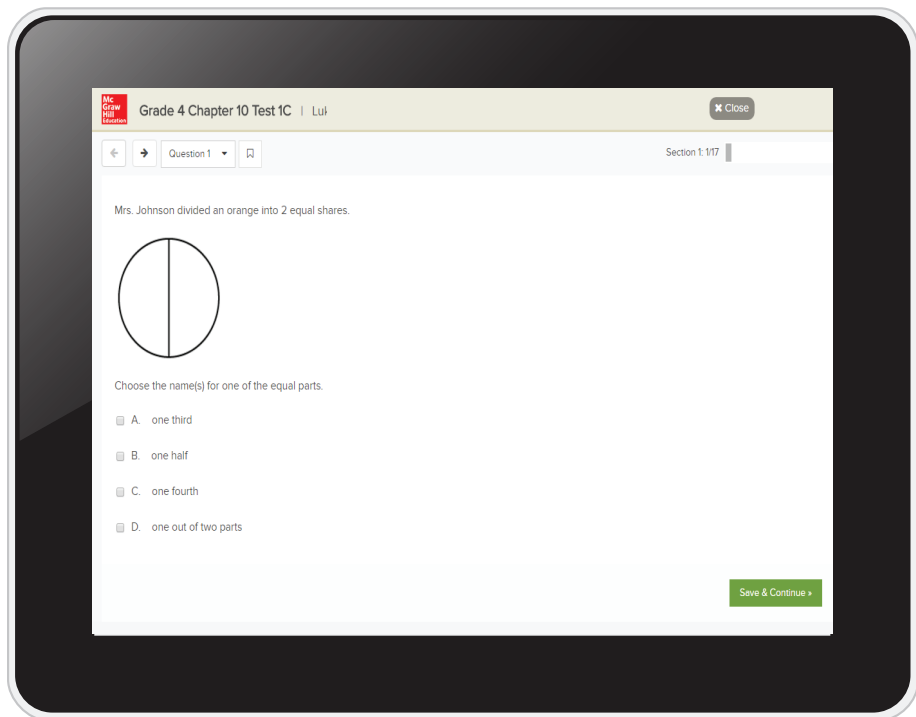 Mc
Graw
Hill
Education
Grade 4 Chapter 10 Test 1C | Luk
✖ Close
Question 1
Section 1: 1/17
Mrs. Johnson divided an orange into 2 equal shares.
Choose the name(s) for one of the equal parts.
A. one third
B. one half
C. one fourth
D. one out of two parts
Save & Continue »